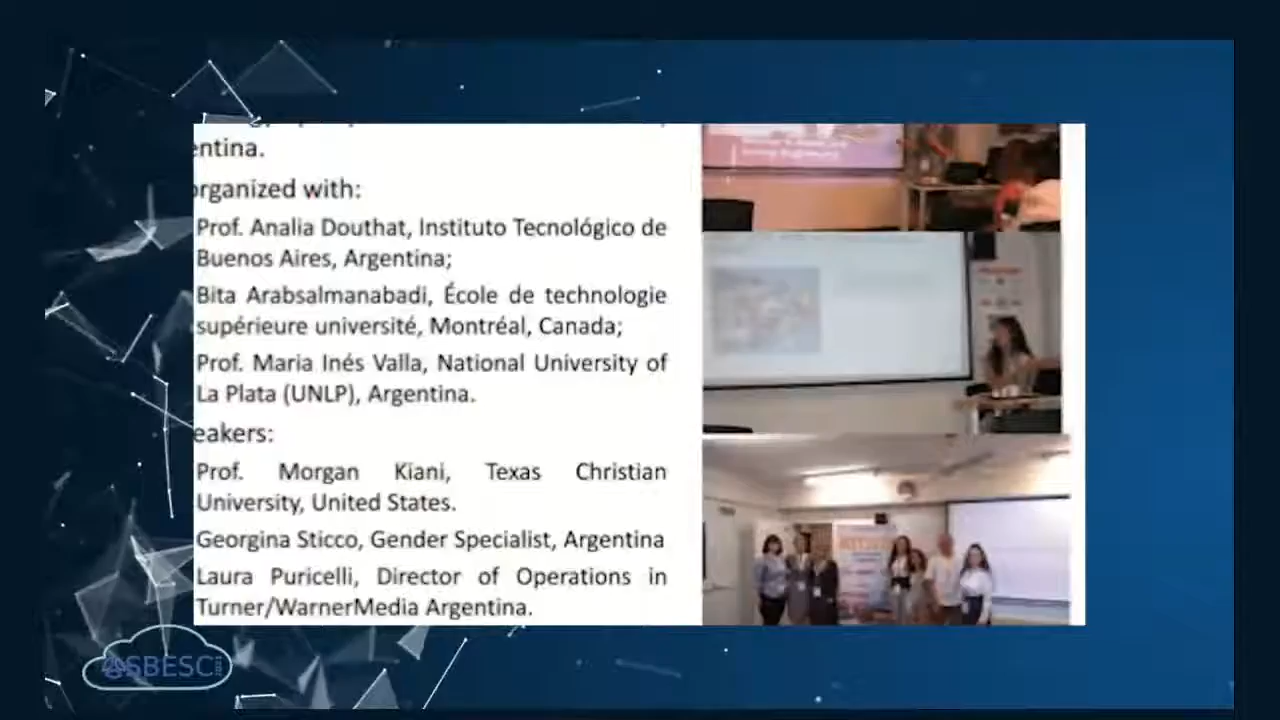 entina.
organized with:
Prof. Analia Douthat, Instituto Tecnológico de
Buenos Aires, Argentina;
Bita Arabsalmanabadi, École de technologie
supérieure université, Montréal, Canada;
Prof. Maria Inés Valla, National University of
La Plata (UNLP), Argentina.
eakers:
Prof. Morgan Kiani, Texas Christian
University, United States.
Georgina Sticco, Gender Specialist, Argentina
Laura Puricelli, Director of Operations in
Turner/WarnerMedia Argentina.
SBESC